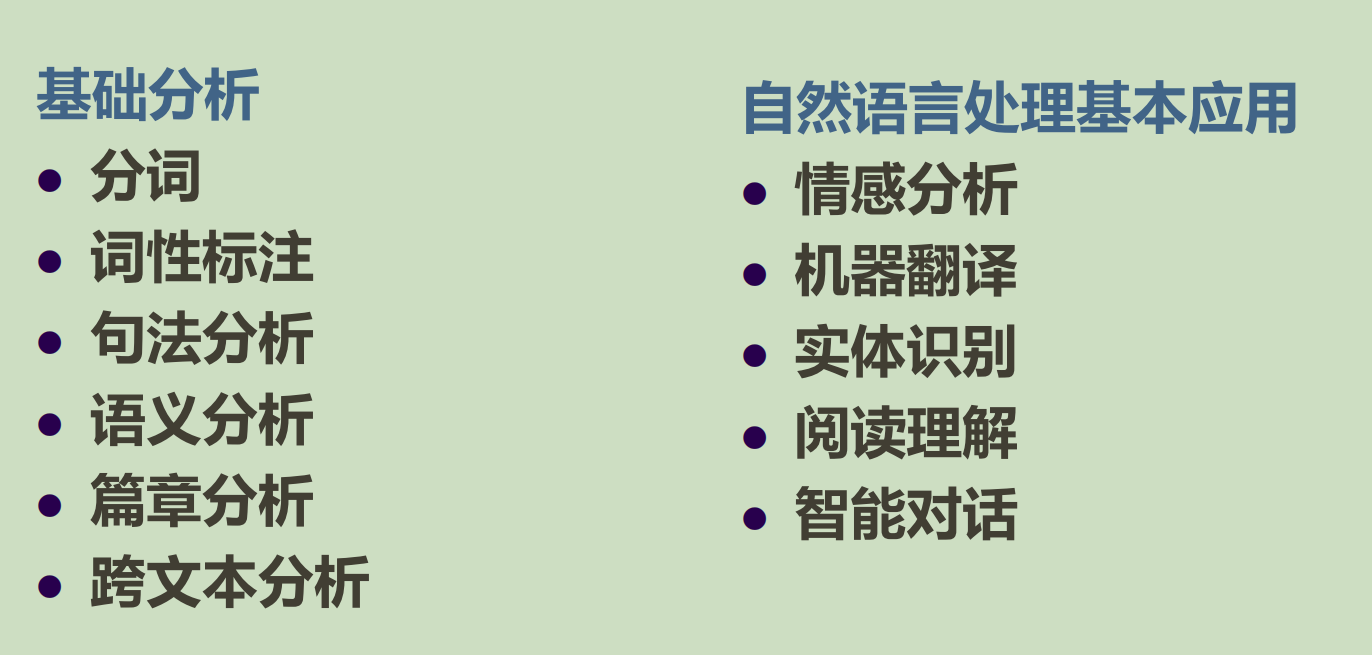 基础分析
● 分词
● 词性标注
● 句法分析
● 语义分析
● 篇章分析
● 跨文本分析
自然语言处理基本应用
● 情感分析
● 机器翻译
● 实体识别
● 阅读理解
● 智能对话